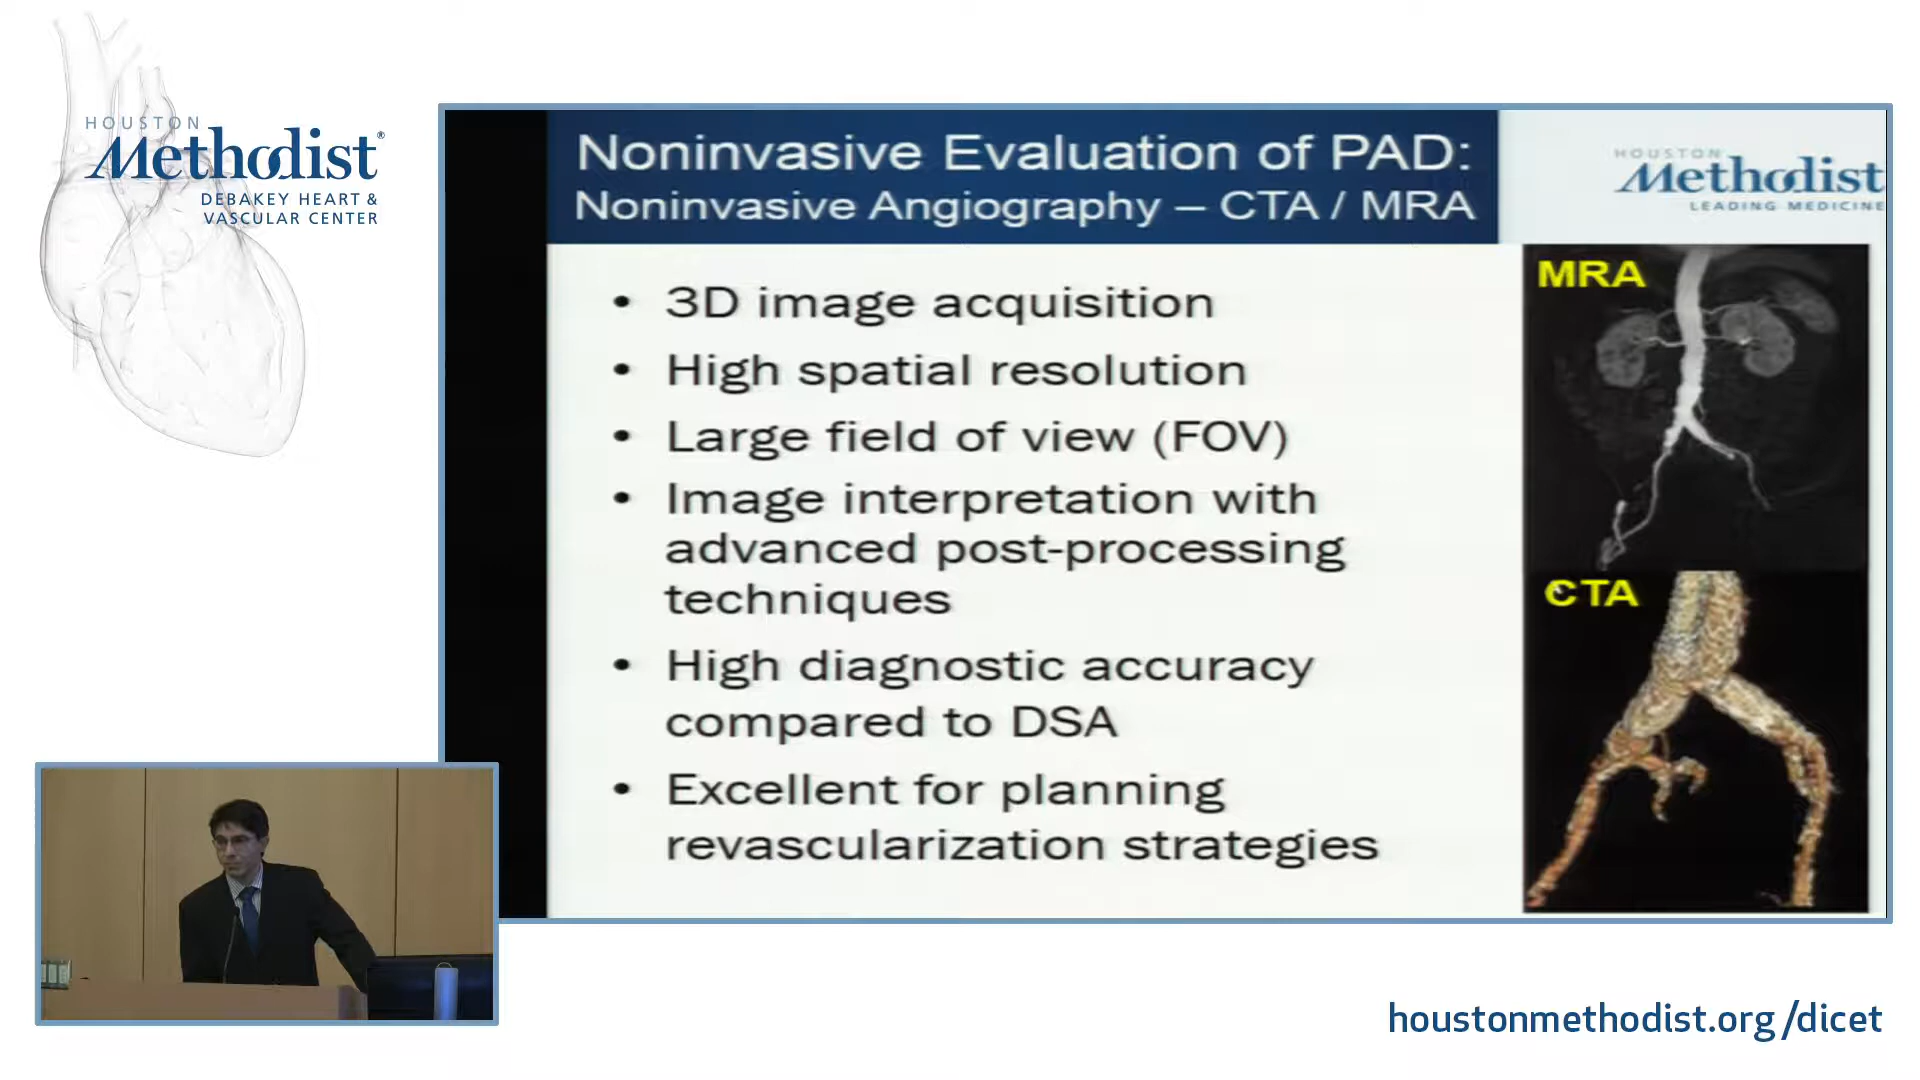 HOUSTON
Methodist®
DEBAKEY HEART &
VASCULAR CENTER
Noninvasive Evaluation of PAD:
Noninvasive Angiography – CTA / MRA
HOUSTON
Methodist
LEADING MEDICINE
• 3D image acquisition
• High spatial resolution
• Large field of view (FOV)
• Image interpretation with
advanced post-processing
techniques
• High diagnostic accuracy
compared to DSA
• Excellent for planning
revascularization strategies
MRA
CTA
houstonmethodist.org/dicet